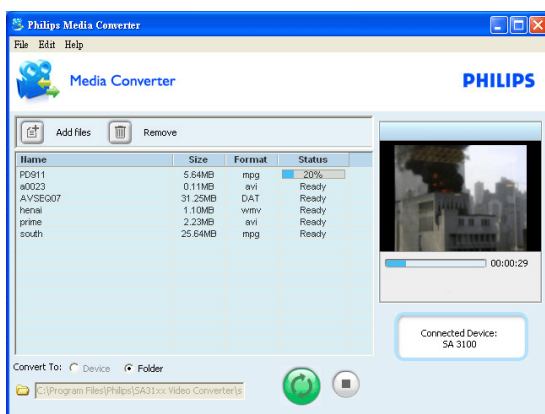 Philips Media Converter
File Edit Help
Media Converter
PHILIPS
Add files Remove
Name Size Format Status
PD911 5.64MB mpg 20%
a0023 0.11MB avi Ready
AVSEQ07 31.25MB DAT Ready
henai 1.10MB wmv Ready
prime 2.23MB avi Ready
south 25.64MB mpg Ready
00:00:29
Connected Device:
SA 3100
Convert To: Device Folder
C:\Program Files\Philips\SA31xx Video Converter\s